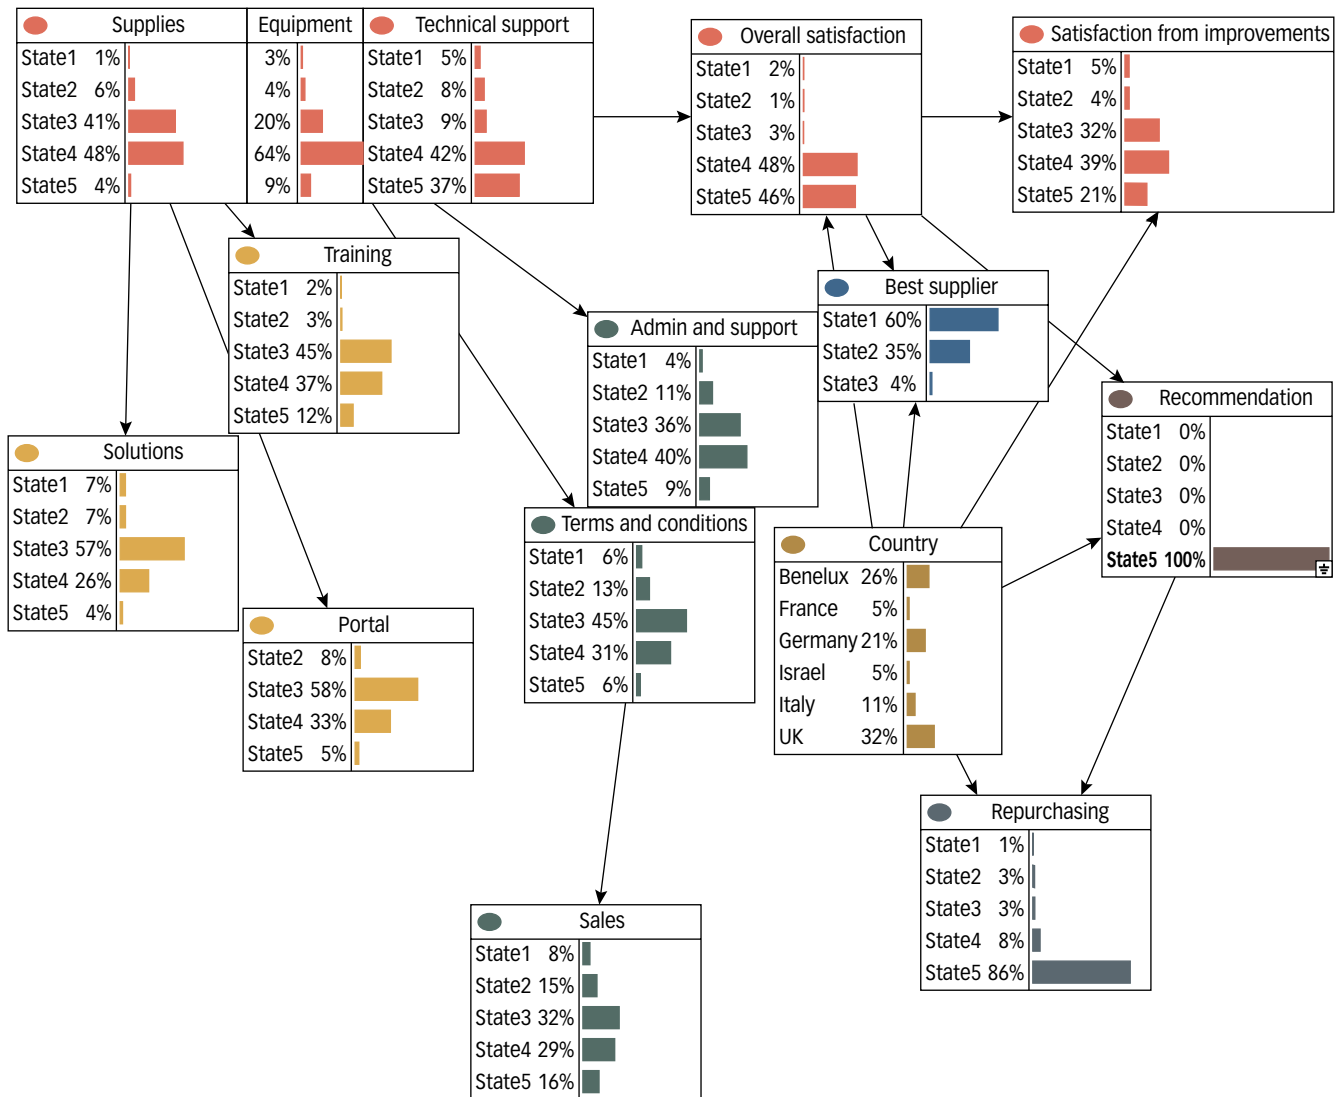 Supplies
State1 1%
State2 6%
State3 41%
State4 48%
State5 4%
Equipment
3%
4%
20%
64%
9%
Technical support
State1 5%
State2 8%
State3 9%
State4 42%
State5 37%
Overall satisfaction
State1 2%
State2 1%
State3 3%
State4 48%
State5 46%
Satisfaction from improvements
State1 5%
State2 4%
State3 32%
State4 39%
State5 21%
Training
State1 2%
State2 3%
State3 45%
State4 37%
State5 12%
Best supplier
State1 60%
State2 35%
State3 4%
Admin and support
State1 4%
State2 11%
State3 36%
State4 40%
State5 9%
Recommendation
State1 0%
State2 0%
State3 0%
State4 0%
State5 100%
Solutions
State1 7%
State2 7%
State3 57%
State4 26%
State5 4%
Terms and conditions
State1 6%
State2 13%
State3 45%
State4 31%
State5 6%
Country
Benelux 26%
France 5%
Germany 21%
Israel 5%
Italy 11%
UK 32%
Portal
State2 8%
State3 58%
State4 33%
State5 5%
Repurchasing
State1 1%
State2 3%
State3 3%
State4 8%
State5 86%
Sales
State1 8%
State2 15%
State3 32%
State4 29%
State5 16%